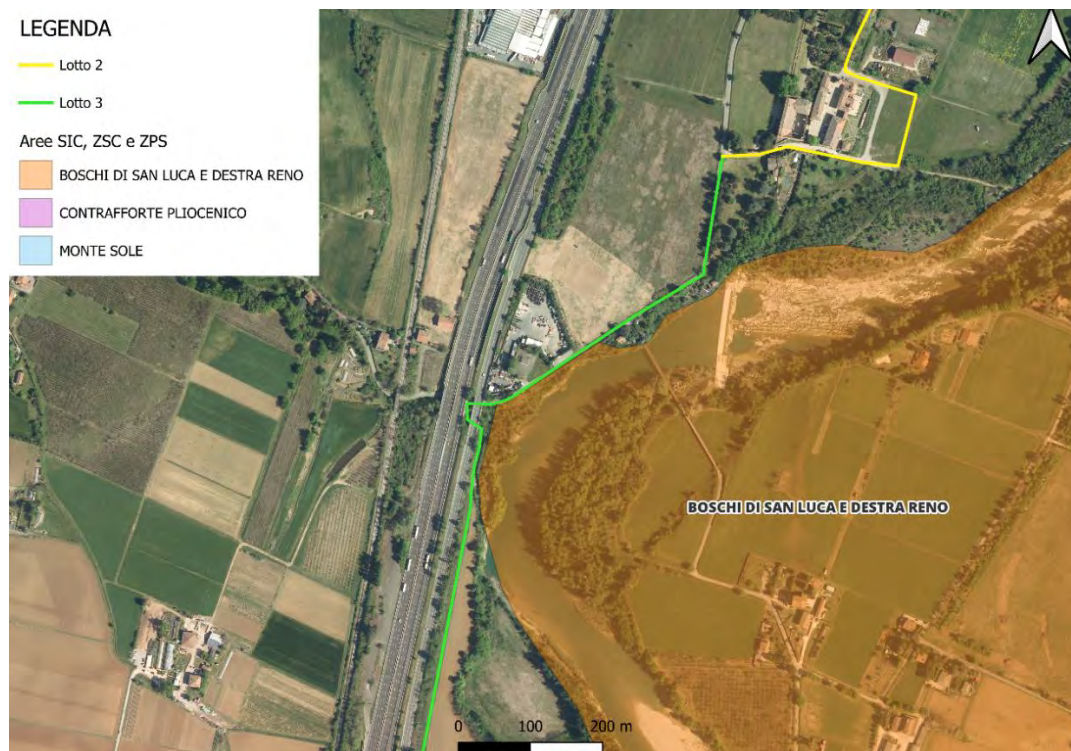 LEGENDA
Lotto 2
Lotto 3
Aree SIC, ZSC e ZPS
BOSCHI DI SAN LUCA E DESTRA RENO
CONTRAFFORTE PLIOCENICO
MONTE SOLE
BOSCHI DI SAN LUCA E DESTRA RENO
0 100 200 m